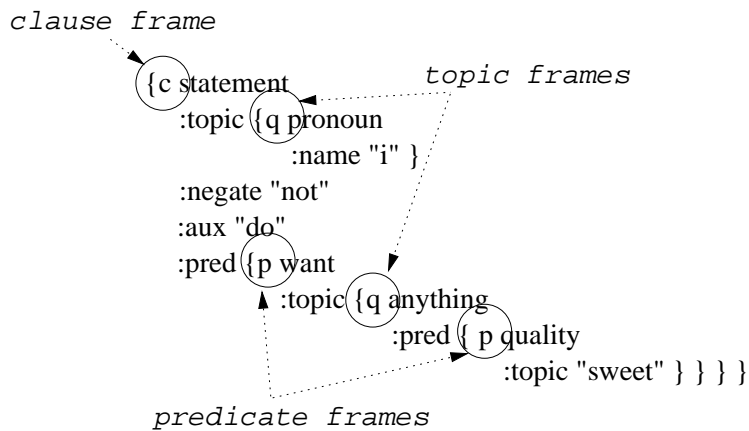 clause frame
{c statement
topic frames
:topic {q pronoun
:name "i" }
:negate "not"
:aux "do"
:pred {p want
:topic {q anything
:pred { p quality
:topic "sweet" } } } }
predicate frames